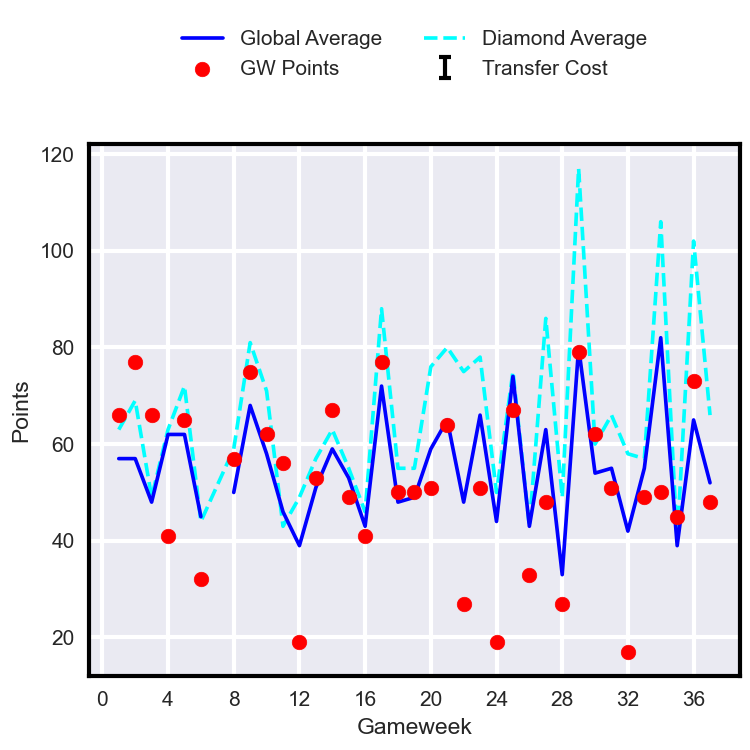 Global Average
Diamond Average
GW Points
Transfer Cost
120
100
80
60
40
20
Points
0 4 8 12 16 20 24 28 32 36
Gameweek